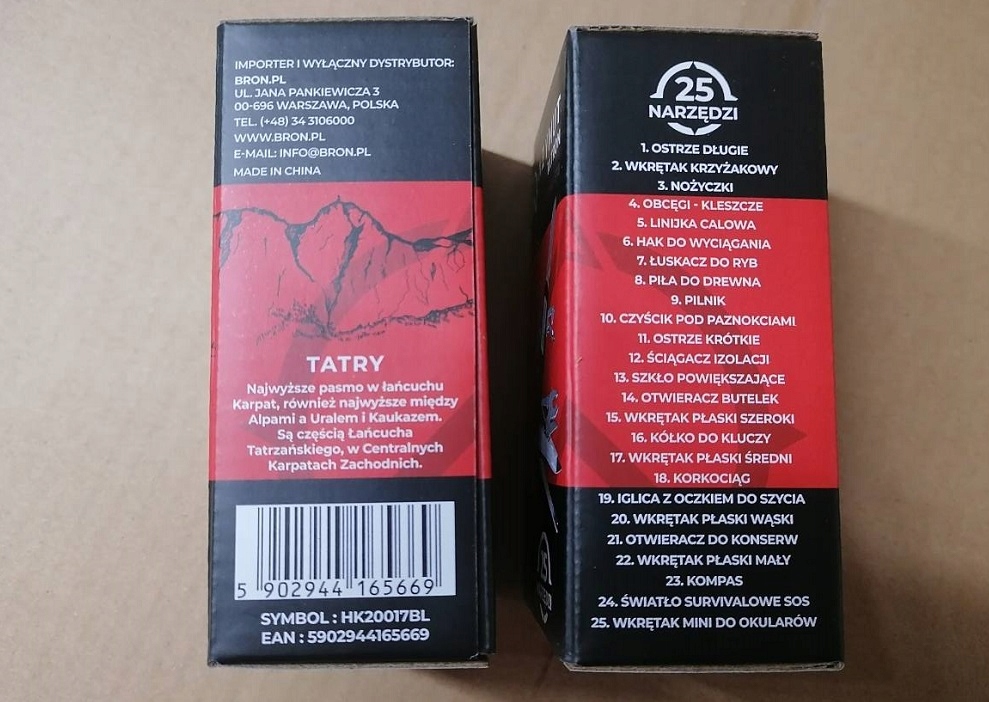 IMPORTER I WYŁĄCZNY DYSTRYBUTOR:
BRON.PL
UL. JANA PANKIEWICZA 3
00-696 WARSZAWA, POLSKA
TEL. (+48) 34 3106000
WWW.BRON.PL
E-MAIL: INFO@BRON.PL
MADE IN CHINA
TATRY
Najwyższe pasmo w łańcuchu
Karpat, również najwyższe między
Alpami a Uralem i Kaukazem.
Są częścią Łańcucha
Tatrzańskiego, w Centralnych
Karpatach Zachodnich.
5 902944 165669
SYMBOL : HK20017BL
EAN : 5902944165669
25
NARZĘDZI
1. OSTRZE DŁUGIE
2. WKRĘTAK KRZYŻAKOWY
3. NOŻYCZKI
4. OBCĘGI - KLESZCZE
5. LINIJKA CALOWA
6. HAK DO WYCIĄGANIA
7. ŁUSKACZ DO RYB
8. PIŁA DO DREWNA
9. PILNIK
10. CZYŚCIK POD PAZNOKCIAMI
11. OSTRZE KRÓTKIE
12. ŚCIĄGACZ IZOLACJI
13. SZKŁO POWIĘKSZAJĄCE
14. OTWIERACZ BUTELEK
15. WKRĘTAK PŁASKI SZEROKI
16. KÓŁKO DO KLUCZY
17. WKRĘTAK PŁASKI ŚREDNI
18. KORKOCIĄG
19. IGLICA Z OCZKIEM DO SZYCIA
20. WKRĘTAK PŁASKI WĄSKI
21. OTWIERACZ DO KONSERW
22. WKRĘTAK PŁASKI MAŁY
23. KOMPAS
24. ŚWIATŁO SURVIVALOWE SOS
25. WKRĘTAK MINI DO OKULARÓW